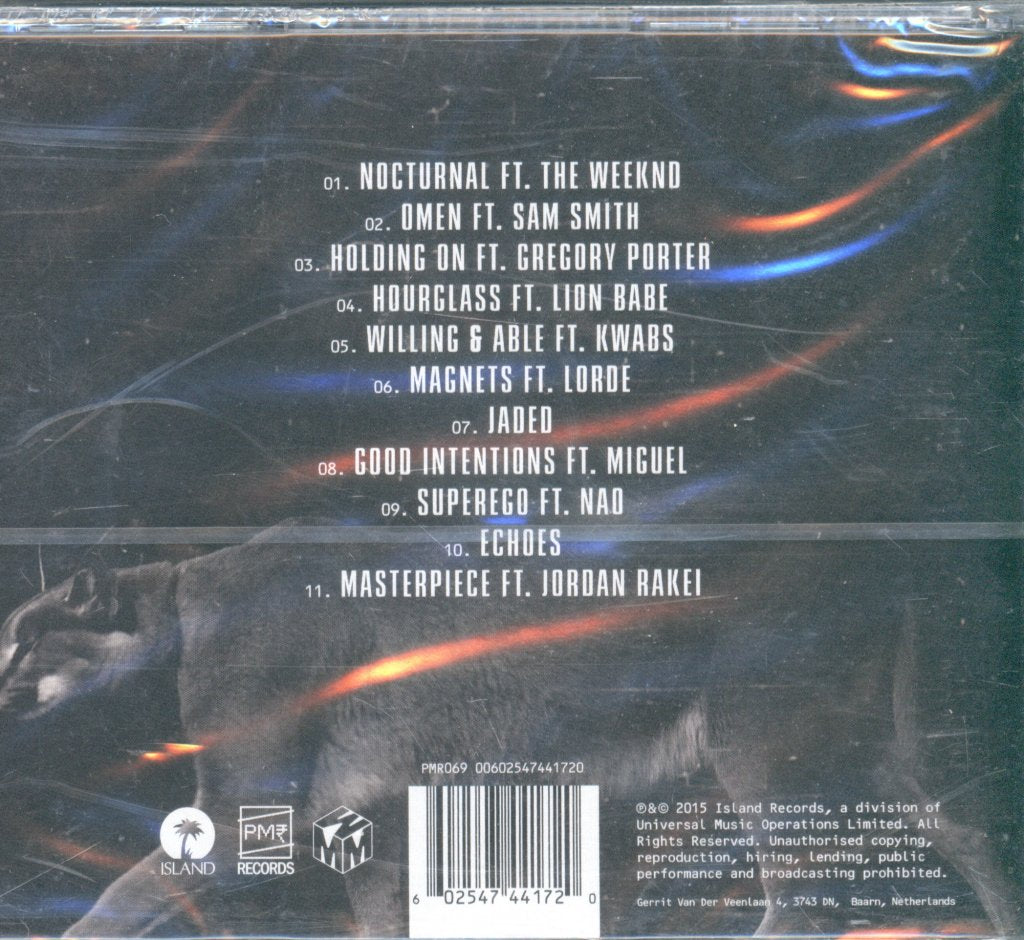 01. NOCTURNAL FT. THE WEEKND
02. OMEN FT. SAM SMITH
03. HOLDING ON FT. GREGORY PORTER
04. HOURGLASS FT. LION BABE
05. WILLING & ABLE FT. KWABS
06. MAGNETS FT. LORDE
07. JADED
08. GOOD INTENTIONS FT. MIGUEL
09. SUPEREGO FT. NAO
10. ECHOES
11. MASTERPIECE FT. JORDAN RAKEI
PMR069 00602547441720
ISLAND
PMR
RECORDS
6 02547 44172 0
℗&© 2015 Island Records, a division of
Universal Music Operations Limited. All
Rights Reserved. Unauthorised copying,
reproduction, hiring, lending, public
performance and broadcasting prohibited.
Gerrit Van Der Veenlaan 4, 3743 DN, Baarn, Netherlands